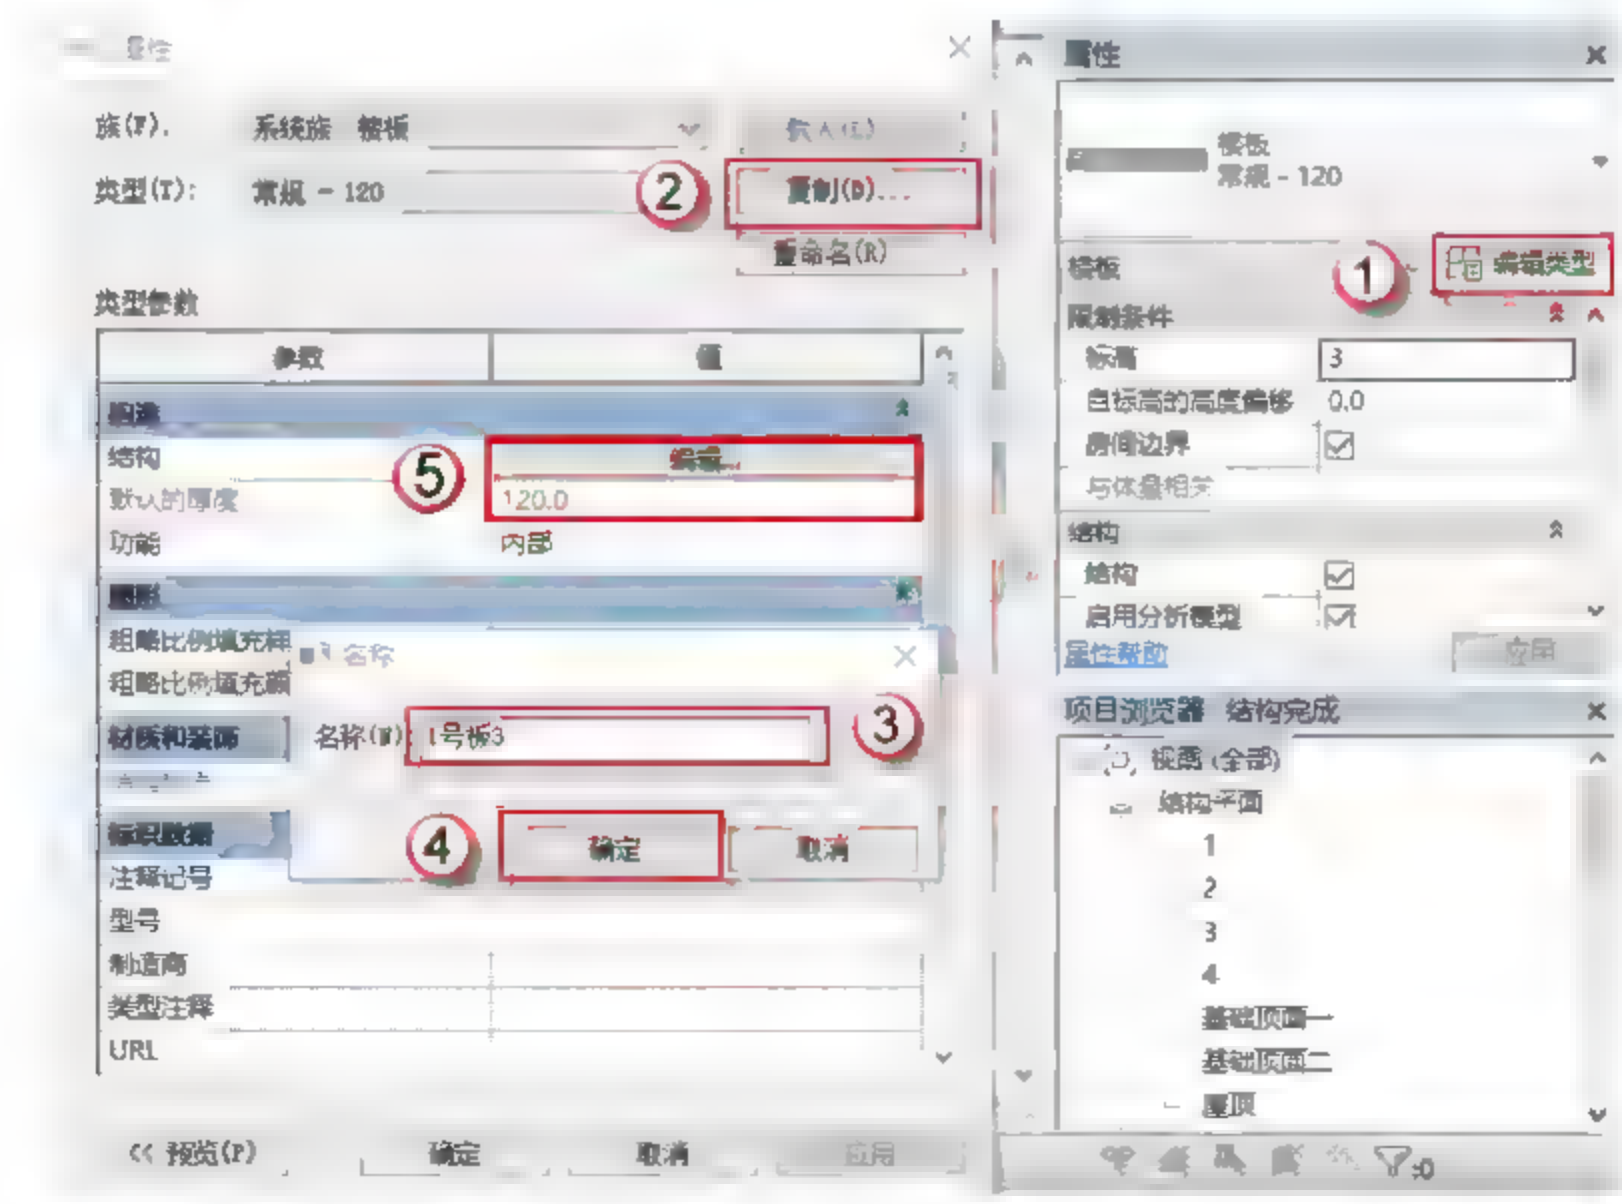 属性
族(F):
系统族 楼板
载入(L)
类型(T):
常规 - 120
②
复制(D)...
重命名(R)
类型参数
参数
值
构造
结构
⑤
编辑...
默认的厚度
120.0
功能
内部
图形
粗略比例填充样
粗略比例填充颜
名称
材质和装饰
名称(N):
1号板3
③
标识数据
④
确定
取消
注释记号
型号
制造商
类型注释
URL
<< 预览(P)
确定
取消
应用
属性
楼板
常规 - 120
楼板
①
编辑类型
限制条件
标高
3
自标高的高度偏移
0.0
房间边界
与体量相关
结构
结构
启用分析模型
属性帮助
应用
项目浏览器 结构完成
视图 (全部)
结构平面
1
2
3
4
基础顶面一
基础顶面二
屋顶
:0